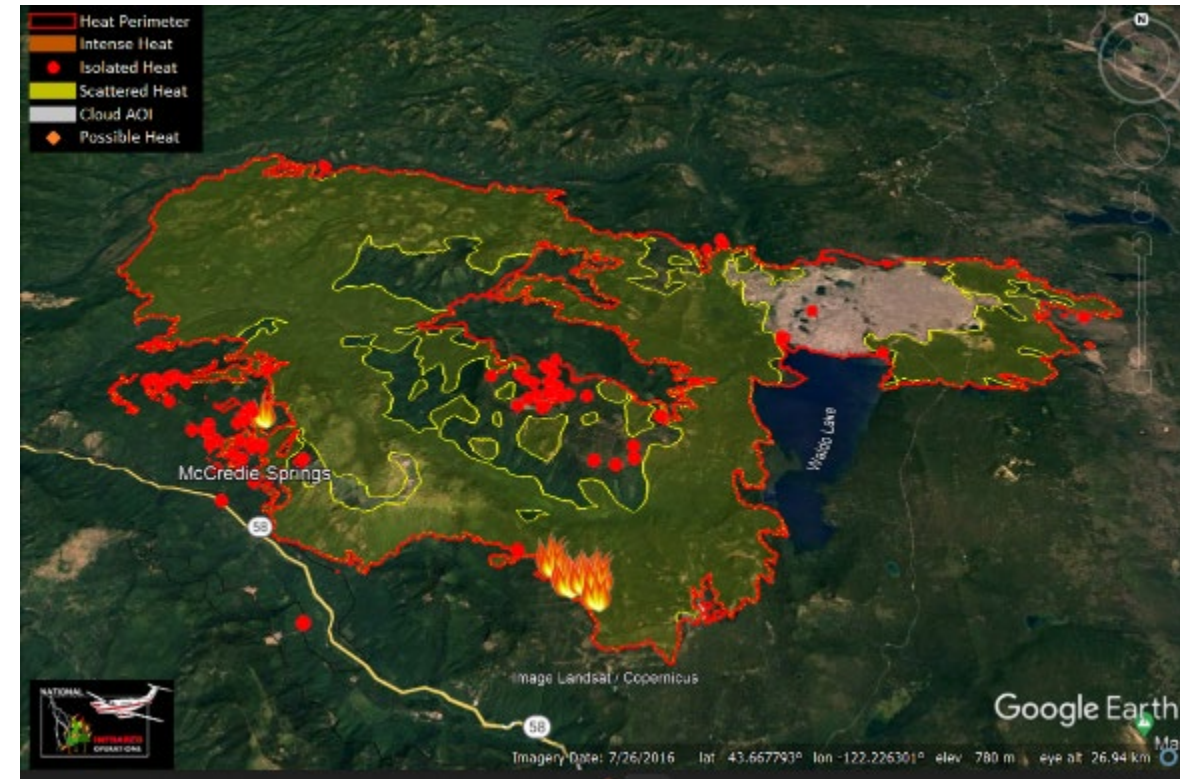 Heat Perimeter
Intense Heat
Isolated Heat
Scattered Heat
Cloud AOI
Possible Heat
N
Waldo Lake
McCredie Springs
58
Image Landsat / Copernicus
58
NATIONAL
INFRARED
OPERATIONS
Google Earth
Ma
Imagery Date: 7/26/2016 lat 43.667793° lon -122.226301° elev 780 m eye alt 26.94 km